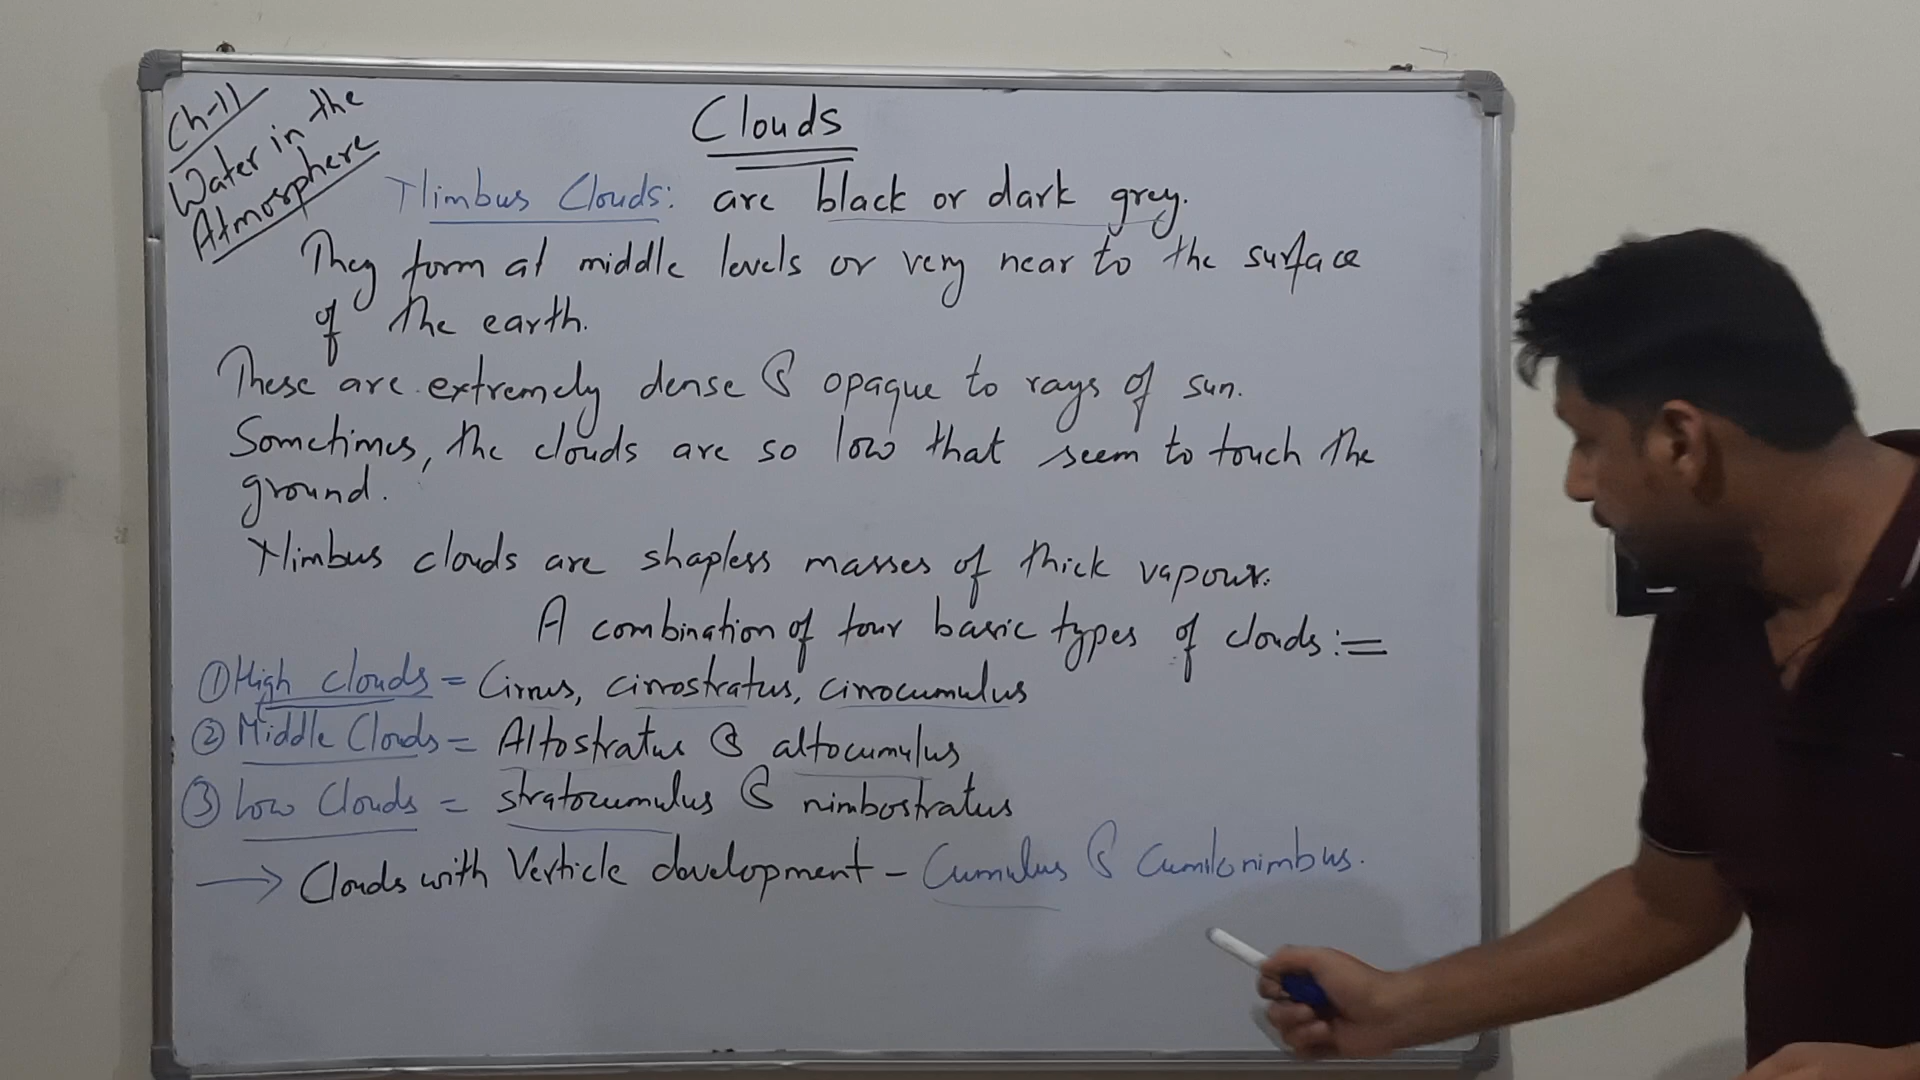 Ch-11
Water in the
Atmosphere
Clouds
Nimbus Clouds: are black or dark grey.
They form at middle levels or very near to the surface
of the earth.
These are extremely dense & opaque to rays of sun.
Sometimes, the clouds are so low that seem to touch the
ground.
Nimbus clouds are shapless masses of thick vapour.
A combination of four basic types of clouds :=
① High clouds = Cirrus, cirrostratus, cirrocumulus
② Middle Clouds = Altostratus & altocumulus
③ Low Clouds = stratocumulus & nimbostratus
→ Clouds with Verticle development - Cumulus & Cumulonimbus.